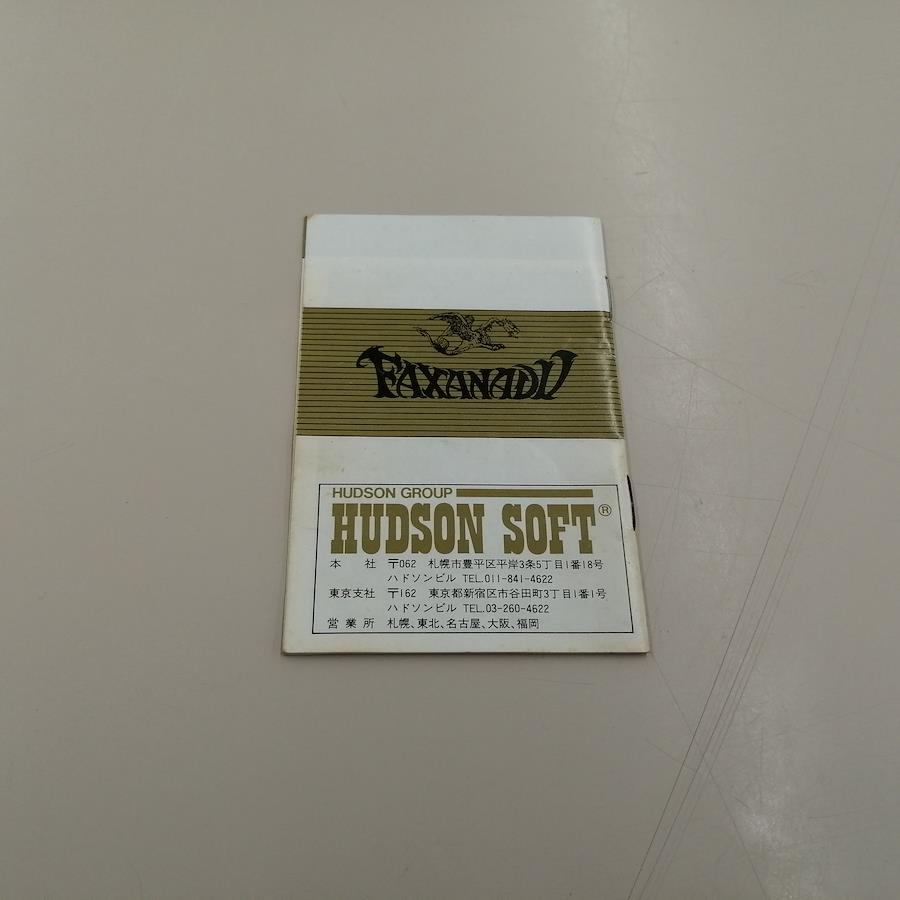 FAXANADU
HUDSON GROUP
HUDSON SOFT®
本社 〒062 札幌市豊平区平岸3条5丁目1番18号
ハドソンビル TEL.011-841-4622
東京支社 〒162 東京都新宿区市谷田町3丁目1番1号
ハドソンビル TEL.03-260-4622
営業所 札幌、東北、名古屋、大阪、福岡